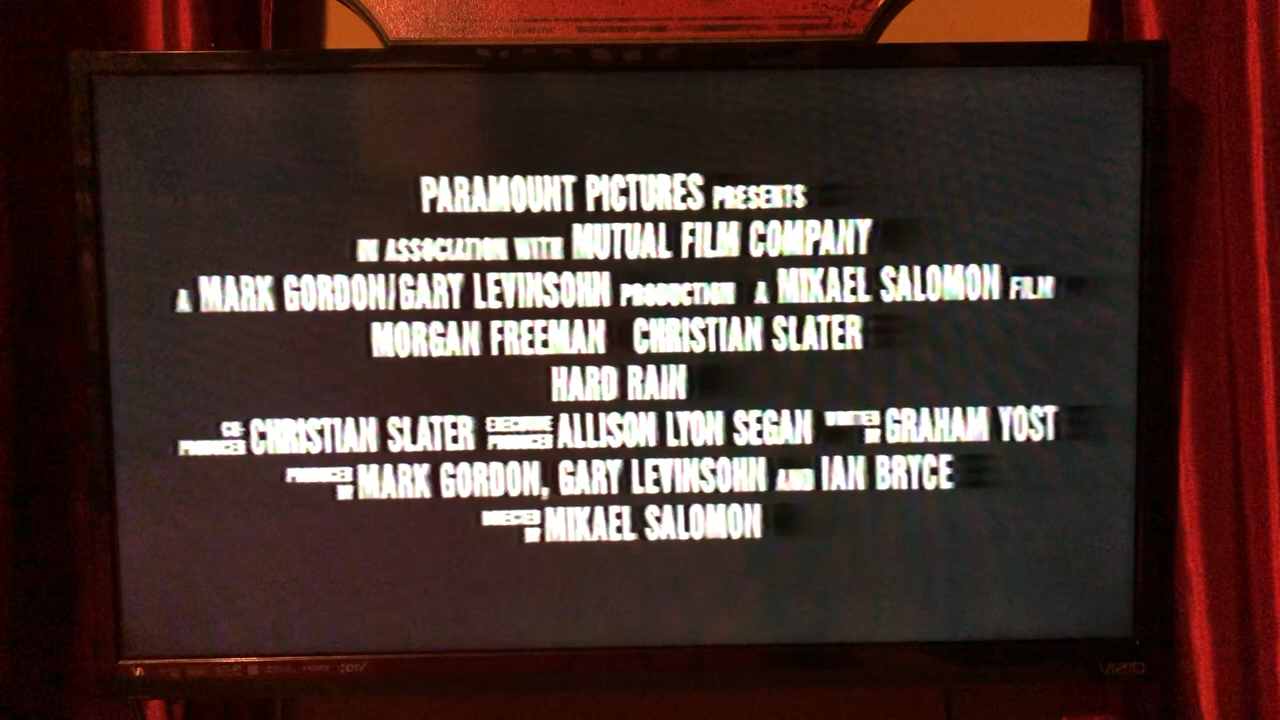 PARAMOUNT PICTURES PRESENTS
IN ASSOCIATION WITH MUTUAL FILM COMPANY
A MARK GORDON/GARY LEVINSOHN PRODUCTION A MIKAEL SALOMON FILM
MORGAN FREEMAN CHRISTIAN SLATER
HARD RAIN
CO-PRODUCER CHRISTIAN SLATER EXECUTIVE PRODUCER ALLISON LYON SEGAN WRITTEN BY GRAHAM YOST
PRODUCED BY MARK GORDON, GARY LEVINSOHN AND IAN BRYCE
DIRECTED BY MIKAEL SALOMON
VIZIO